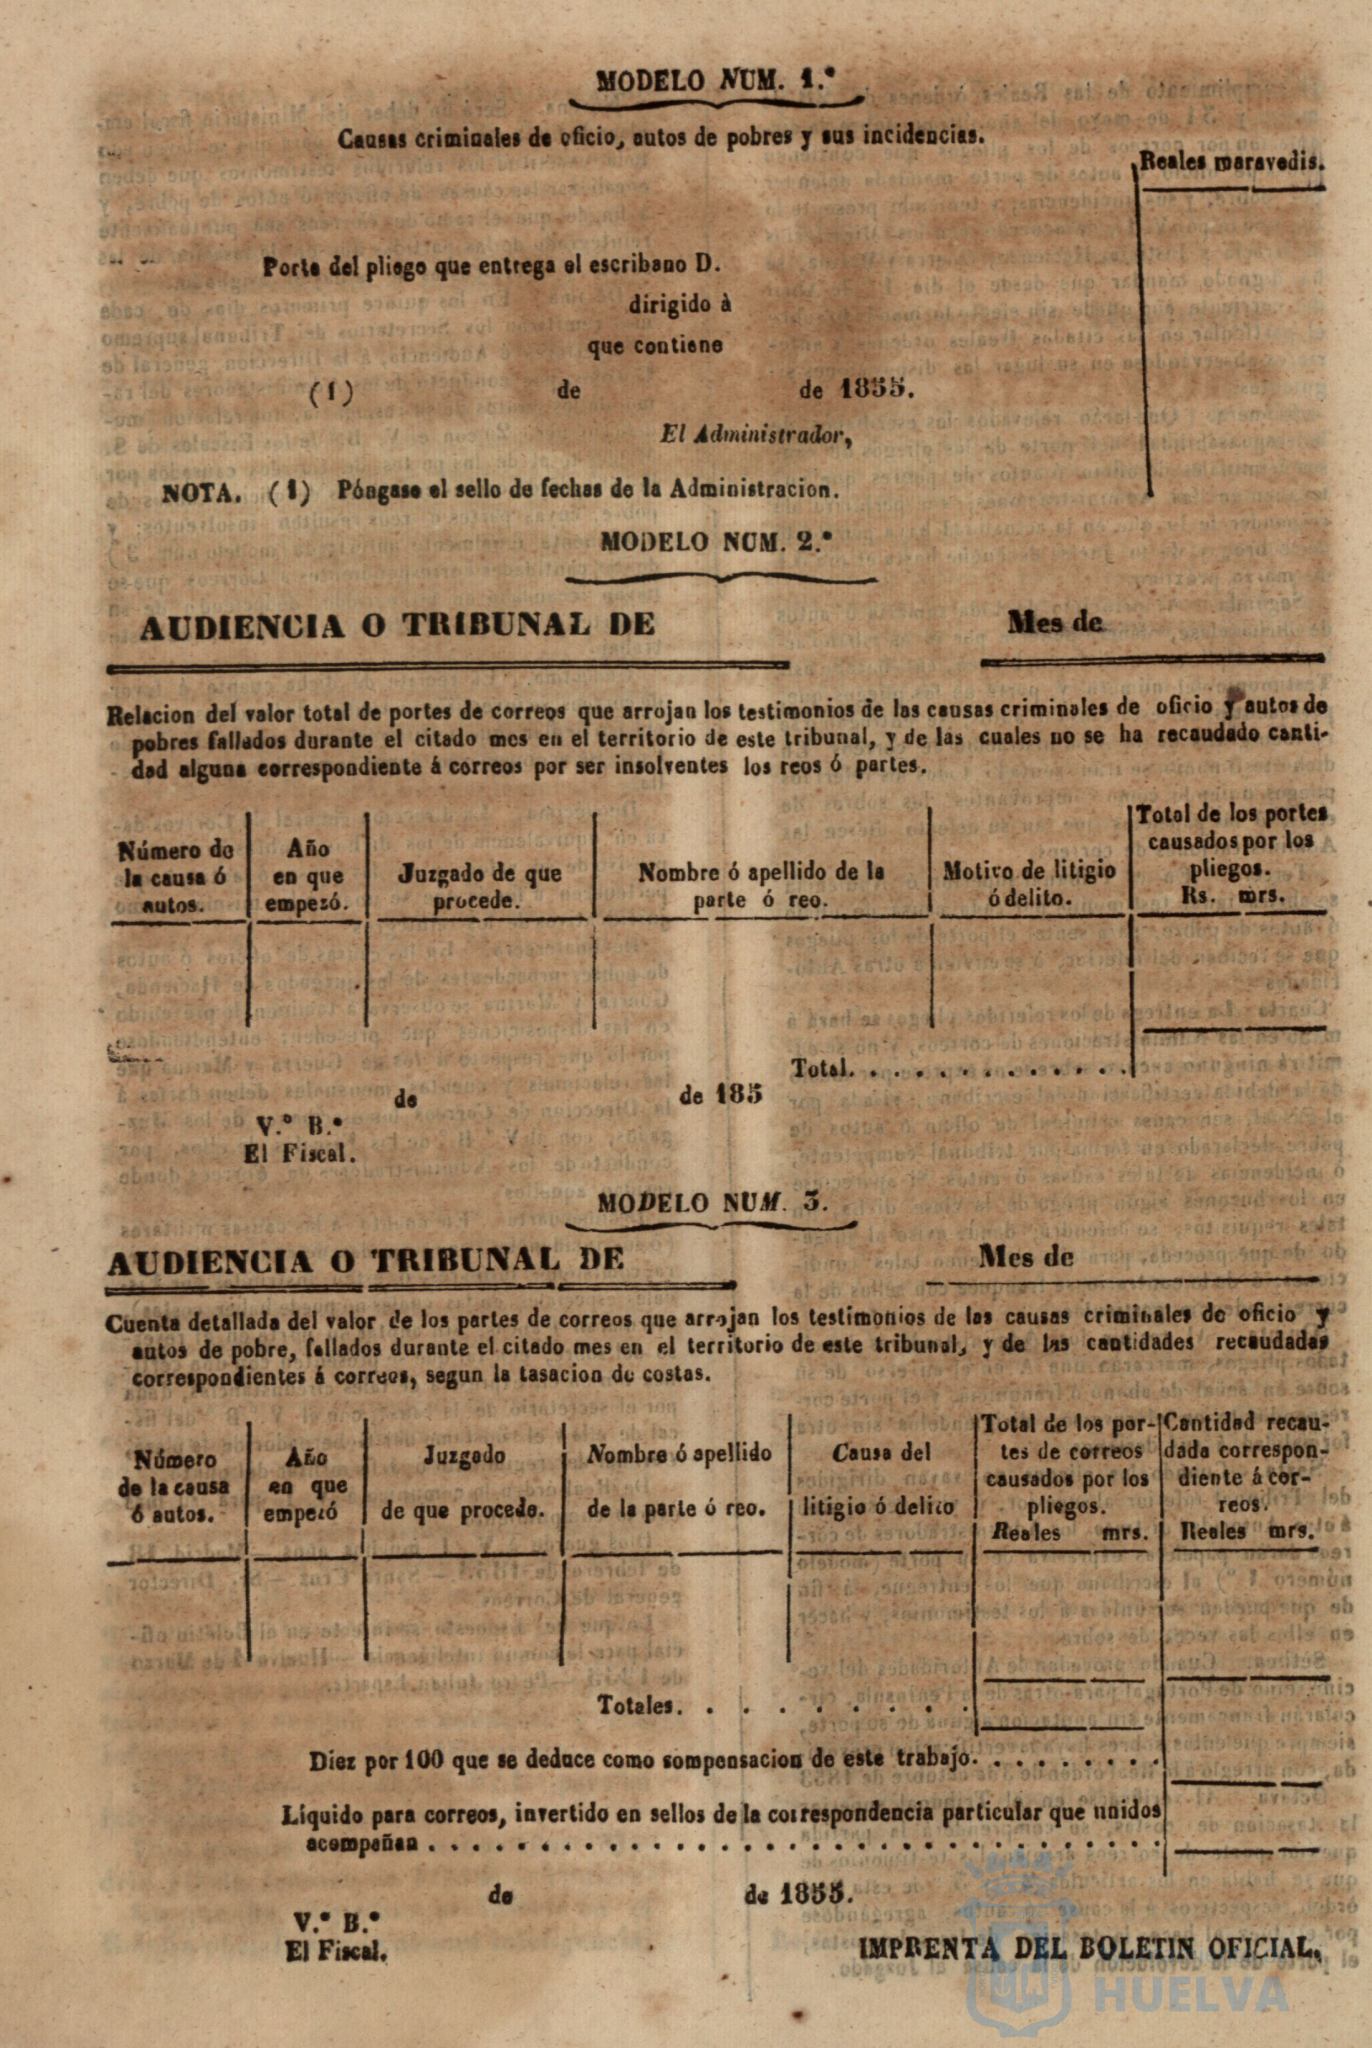 MODELO NUM. 1.º
Causas criminales de oficio, autos de pobres y sus incidencias.
Reales maravedis.
Porte del pliego que entrega el escribano D.
dirigido à
que contiene
(1) de de 1855.
El Administrador,
NOTA. (1) Póngase el sello de fechas de la Administracion.
MODELO NUM. 2.º
AUDIENCIA O TRIBUNAL DE Mes de
Relacion del valor total de portes de correos que arrojan los testimonios de las causas criminales de oficio y autos de
pobres fallados durante el citado mes en el territorio de este tribunal, y de las cuales no se ha recaudado canti-
dad alguna correspondiente á correos por ser insolventes los reos ó partes.
Número de
la causa ó
autos.
Año
en que
empezó.
Juzgado de que
procede.
Nombre ó apellido de la
parte ó reo.
Motivo de litigio
ó delito.
Total de los portes
causados por los
pliegos.
Rs. mrs.
Total. . . . . . . . . . . . .
de de 185
V.º B.º
El Fiscal.
MODELO NUM. 3.
AUDIENCIA O TRIBUNAL DE Mes de
Cuenta detallada del valor de los partes de correos que arrojan los testimonios de las causas criminales de oficio y
autos de pobre, fallados durante el citado mes en el territorio de este tribunal, y de las cantidades recaudadas
correspondientes á correos, segun la tasacion de costas.
Número
de la causa
ó autos.
Año
en que
empezó
Juzgado
de que procede.
Nombre ó apellido
de la parte ó reo.
Causa del
litigio ó delito
Total de los por-
tes de correos
causados por los
pliegos.
Reales mrs.
Cantidad recau-
dada correspon-
diente á cor-
reos.
Reales mrs.
Totales. . . . . . . . .
Diez por 100 que se deduce como sompensacion de este trabajo. . . . . . . . .
Líquido para correos, invertido en sellos de la correspondencia particular que unidos
acompañan . . . . . . . . . . . . . . . . . . . . . . . . . .
de de 1855.
V.º B.º
El Fiscal.
IMPRENTA DEL BOLETIN OFICIAL.
HUELVA